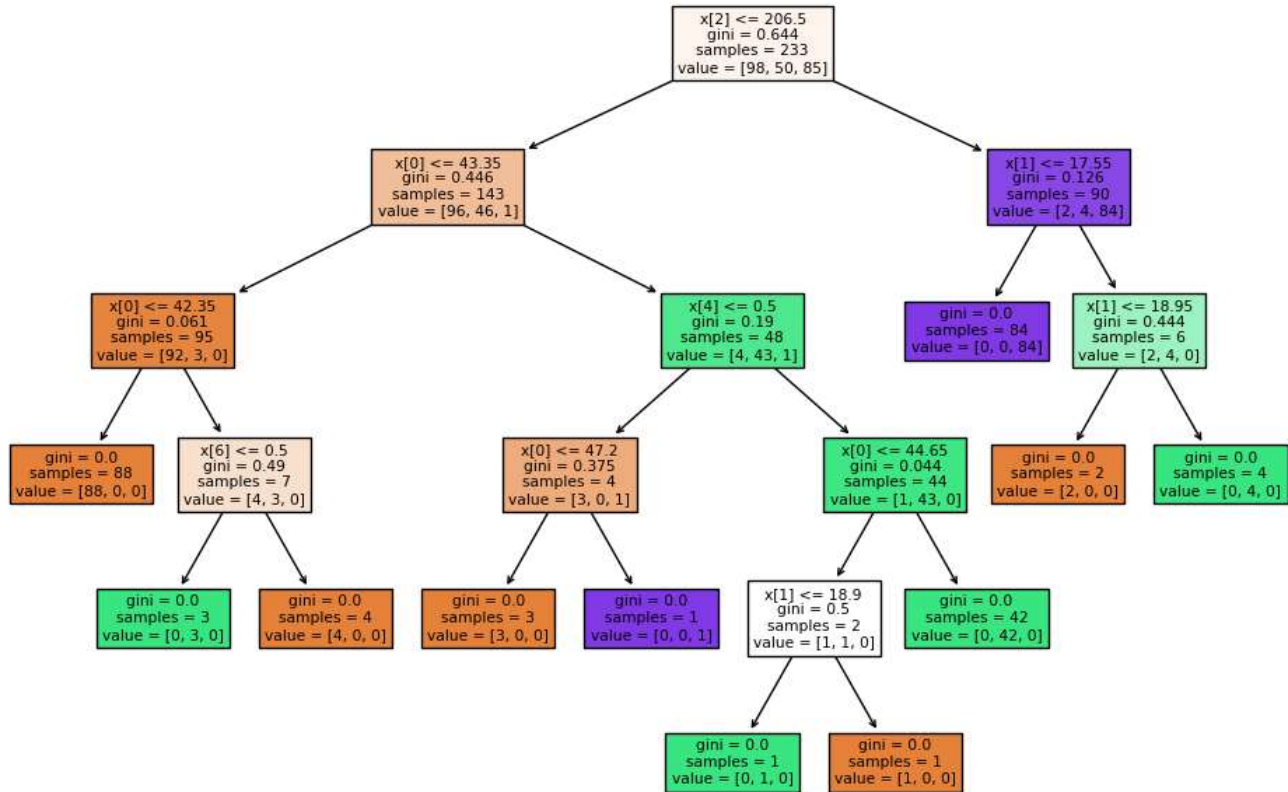 x[2] <= 206.5
gini = 0.644
samples = 233
value = [98, 50, 85]
x[0] <= 43.35
gini = 0.446
samples = 143
value = [96, 46, 1]
x[1] <= 17.55
gini = 0.126
samples = 90
value = [2, 4, 84]
x[0] <= 42.35
gini = 0.061
samples = 95
value = [92, 3, 0]
x[4] <= 0.5
gini = 0.19
samples = 48
value = [4, 43, 1]
gini = 0.0
samples = 84
value = [0, 0, 84]
x[1] <= 18.95
gini = 0.444
samples = 6
value = [2, 4, 0]
gini = 0.0
samples = 88
value = [88, 0, 0]
x[6] <= 0.5
gini = 0.49
samples = 7
value = [4, 3, 0]
x[0] <= 47.2
gini = 0.375
samples = 4
value = [3, 0, 1]
x[0] <= 44.65
gini = 0.044
samples = 44
value = [1, 43, 0]
gini = 0.0
samples = 2
value = [2, 0, 0]
gini = 0.0
samples = 4
value = [0, 4, 0]
gini = 0.0
samples = 3
value = [0, 3, 0]
gini = 0.0
samples = 4
value = [4, 0, 0]
gini = 0.0
samples = 3
value = [3, 0, 0]
gini = 0.0
samples = 1
value = [0, 0, 1]
x[1] <= 18.9
gini = 0.5
samples = 2
value = [1, 1, 0]
gini = 0.0
samples = 42
value = [0, 42, 0]
gini = 0.0
samples = 1
value = [0, 1, 0]
gini = 0.0
samples = 1
value = [1, 0, 0]